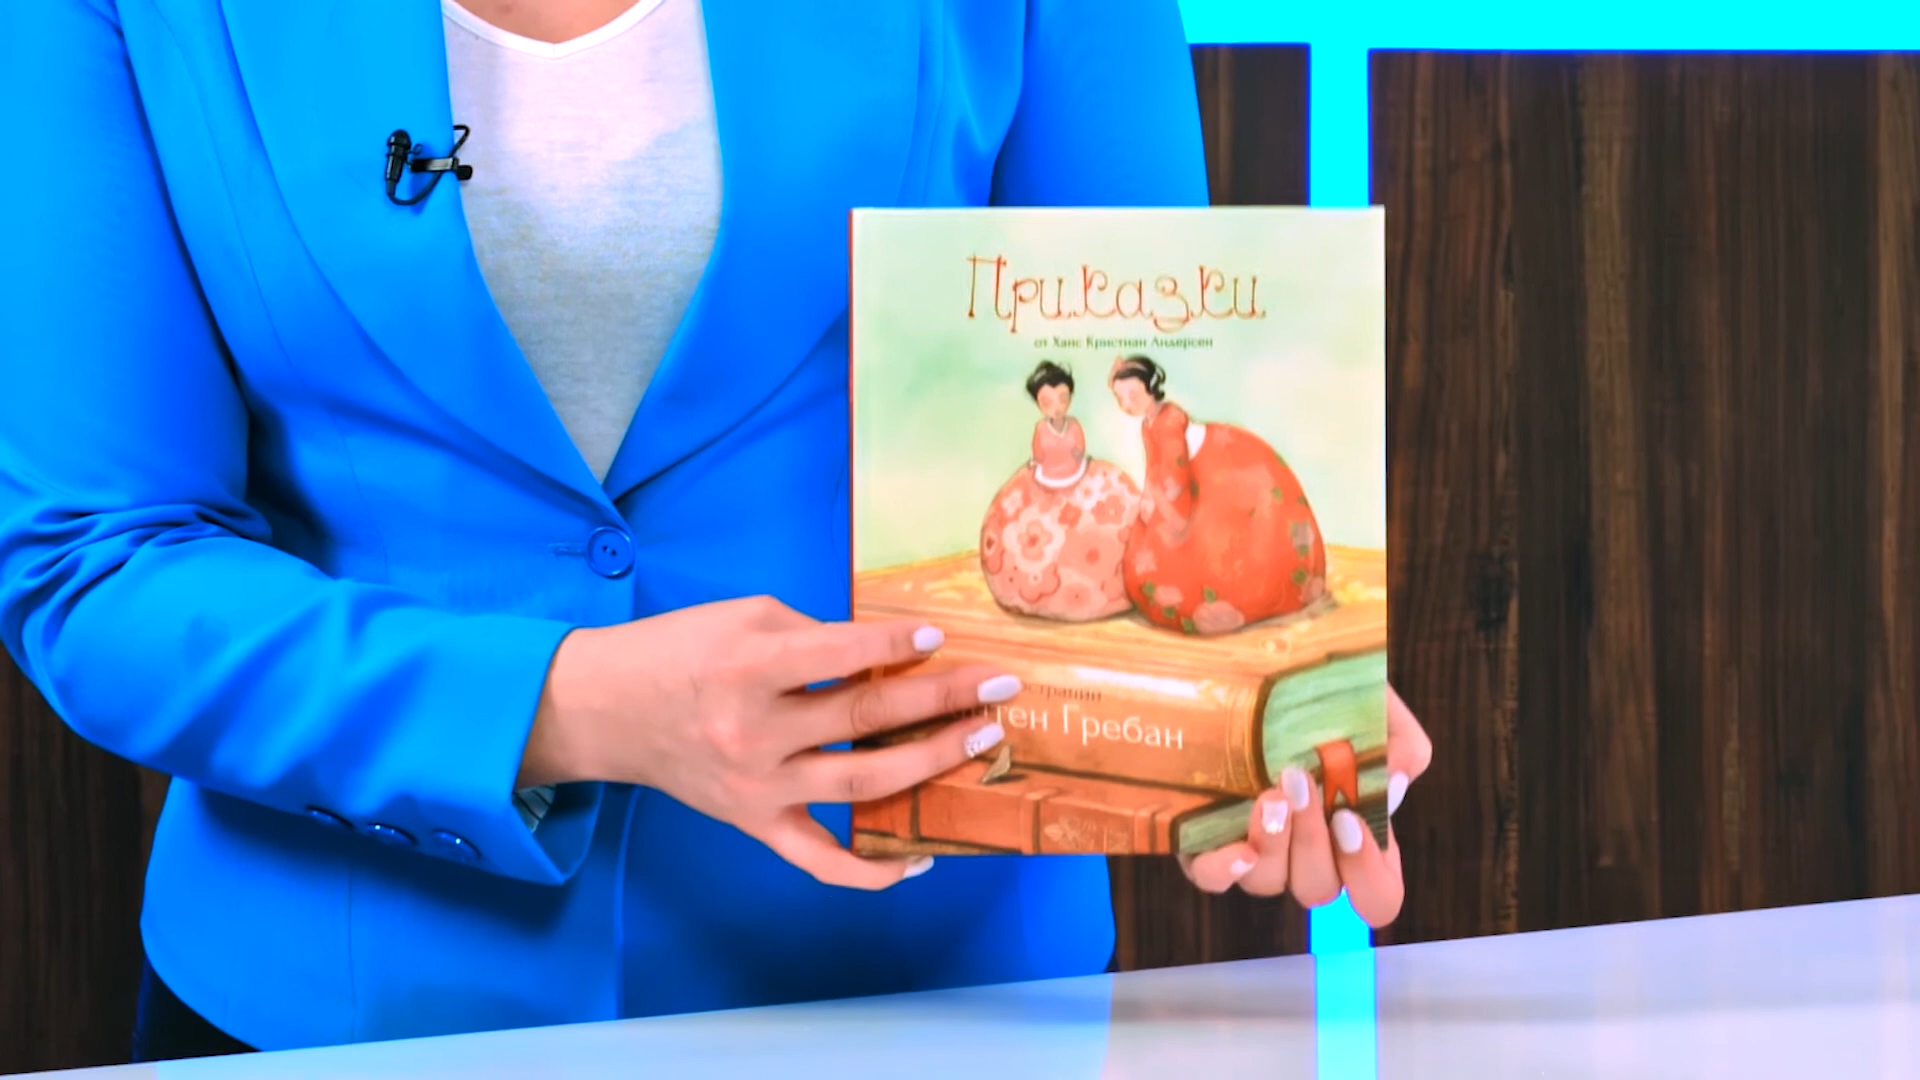 Приказки
от Ханс Кристиан Андерсен
Гребан